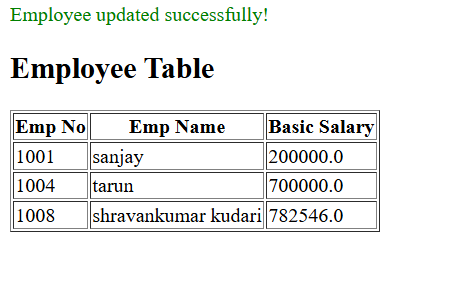 Employee updated successfully!
Employee Table
Emp No Emp Name Basic Salary
1001 sanjay 200000.0
1004 tarun 700000.0
1008 shravankumar kudari 782546.0